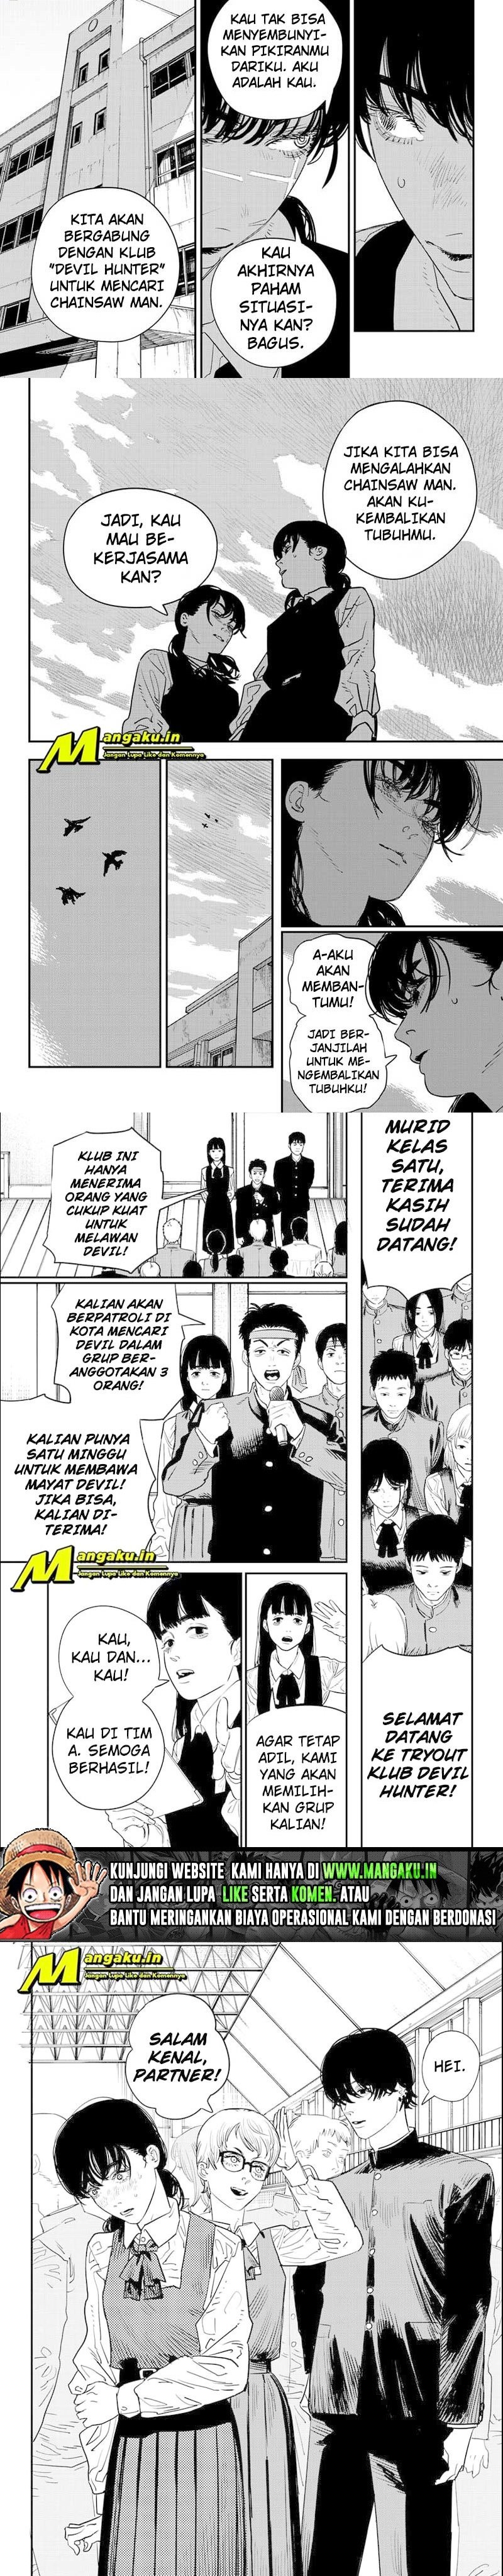 KAU TAK BISA
MENYEMBUNYI-
KAN PIKIRANMU
DARIKU. AKU
ADALAH KAU.
KAU
AKHIRNYA
PAHAM
SITUASI-
NYA KAN?
BAGUS.
KITA AKAN
BERGABUNG
DENGAN KLUB
"DEVIL HUNTER"
UNTUK MENCARI
CHAINSAW MAN.
JIKA KITA BISA
MENGALAHKAN
CHAINSAW MAN.
AKAN KU-
KEMBALIKAN
TUBUHMU.
JADI, KAU
MAU BE-
KERJASAMA
KAN?
Mangaku.in
Jangan Lupa Like dan Komennya
A-AKU
AKAN
MEMBAN-
TUMU!
JADI BER-
JANJILAH
UNTUK ME-
NGEMBALIKAN
TUBUHKU!
MURID
KELAS
SATU,
TERIMA
KASIH
SUDAH
DATANG!
SELAMAT
DATANG
KE TRYOUT
KLUB DEVIL
HUNTER!
KLUB INI
HANYA
MENERIMA
ORANG YANG
CUKUP KUAT
UNTUK
MELAWAN
DEVIL!
KALIAN AKAN
BERPATROLI DI
KOTA MENCARI
DEVIL DALAM
GRUP BER-
ANGGOTAKAN 3
ORANG!
KALIAN PUNYA
SATU MINGGU
UNTUK MEMBAWA
MAYAT DEVIL!
JIKA BISA,
KALIAN DI-
TERIMA!
Mangaku.in
Jangan Lupa Like dan Komennya
AGAR TETAP
ADIL, KAMI
YANG AKAN
MEMILIH-
KAN GRUP
KALIAN!
KAU,
KAU DAN...
KAU!
KAU DI TIM
A. SEMOGA
BERHASIL!
KUNJUNGI WEBSITE KAMI HANYA DI WWW.MANGAKU.IN
DAN JANGAN LUPA LIKE SERTA KOMEN. ATAU
BANTU MERINGANKAN BIAYA OPERASIONAL KAMI DENGAN BERDONASI
Mangaku.in
Jangan Lupa Like dan Komennya
HEI.
SALAM
KENAL,
PARTNER!